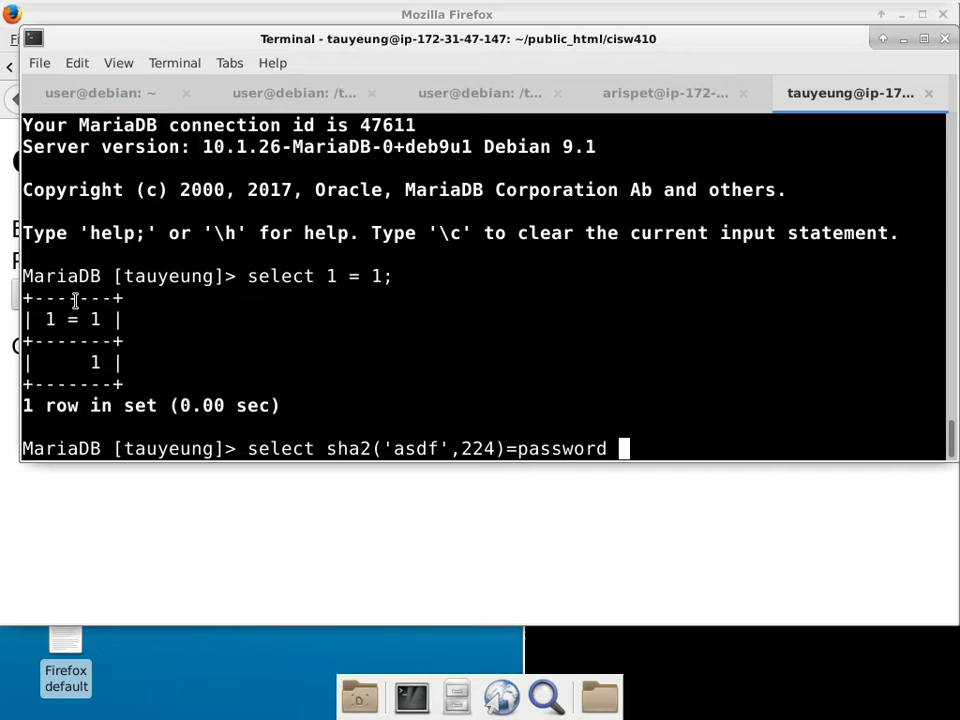 Mozilla Firefox
Terminal - tauyeung@ip-172-31-47-147: ~/public_html/cisw410
File Edit View Terminal Tabs Help
user@debian: ~ user@debian: /t... user@debian: /t... arispet@ip-172-... tauyeung@ip-17...
Your MariaDB connection id is 47611
Server version: 10.1.26-MariaDB-0+deb9u1 Debian 9.1
Copyright (c) 2000, 2017, Oracle, MariaDB Corporation Ab and others.
Type 'help;' or '\h' for help. Type '\c' to clear the current input statement.
MariaDB [tauyeung]> select 1 = 1;
+-------+
| 1 = 1 |
+-------+
|     1 |
+-------+
1 row in set (0.00 sec)
MariaDB [tauyeung]> select sha2('asdf',224)=password
Firefox
default